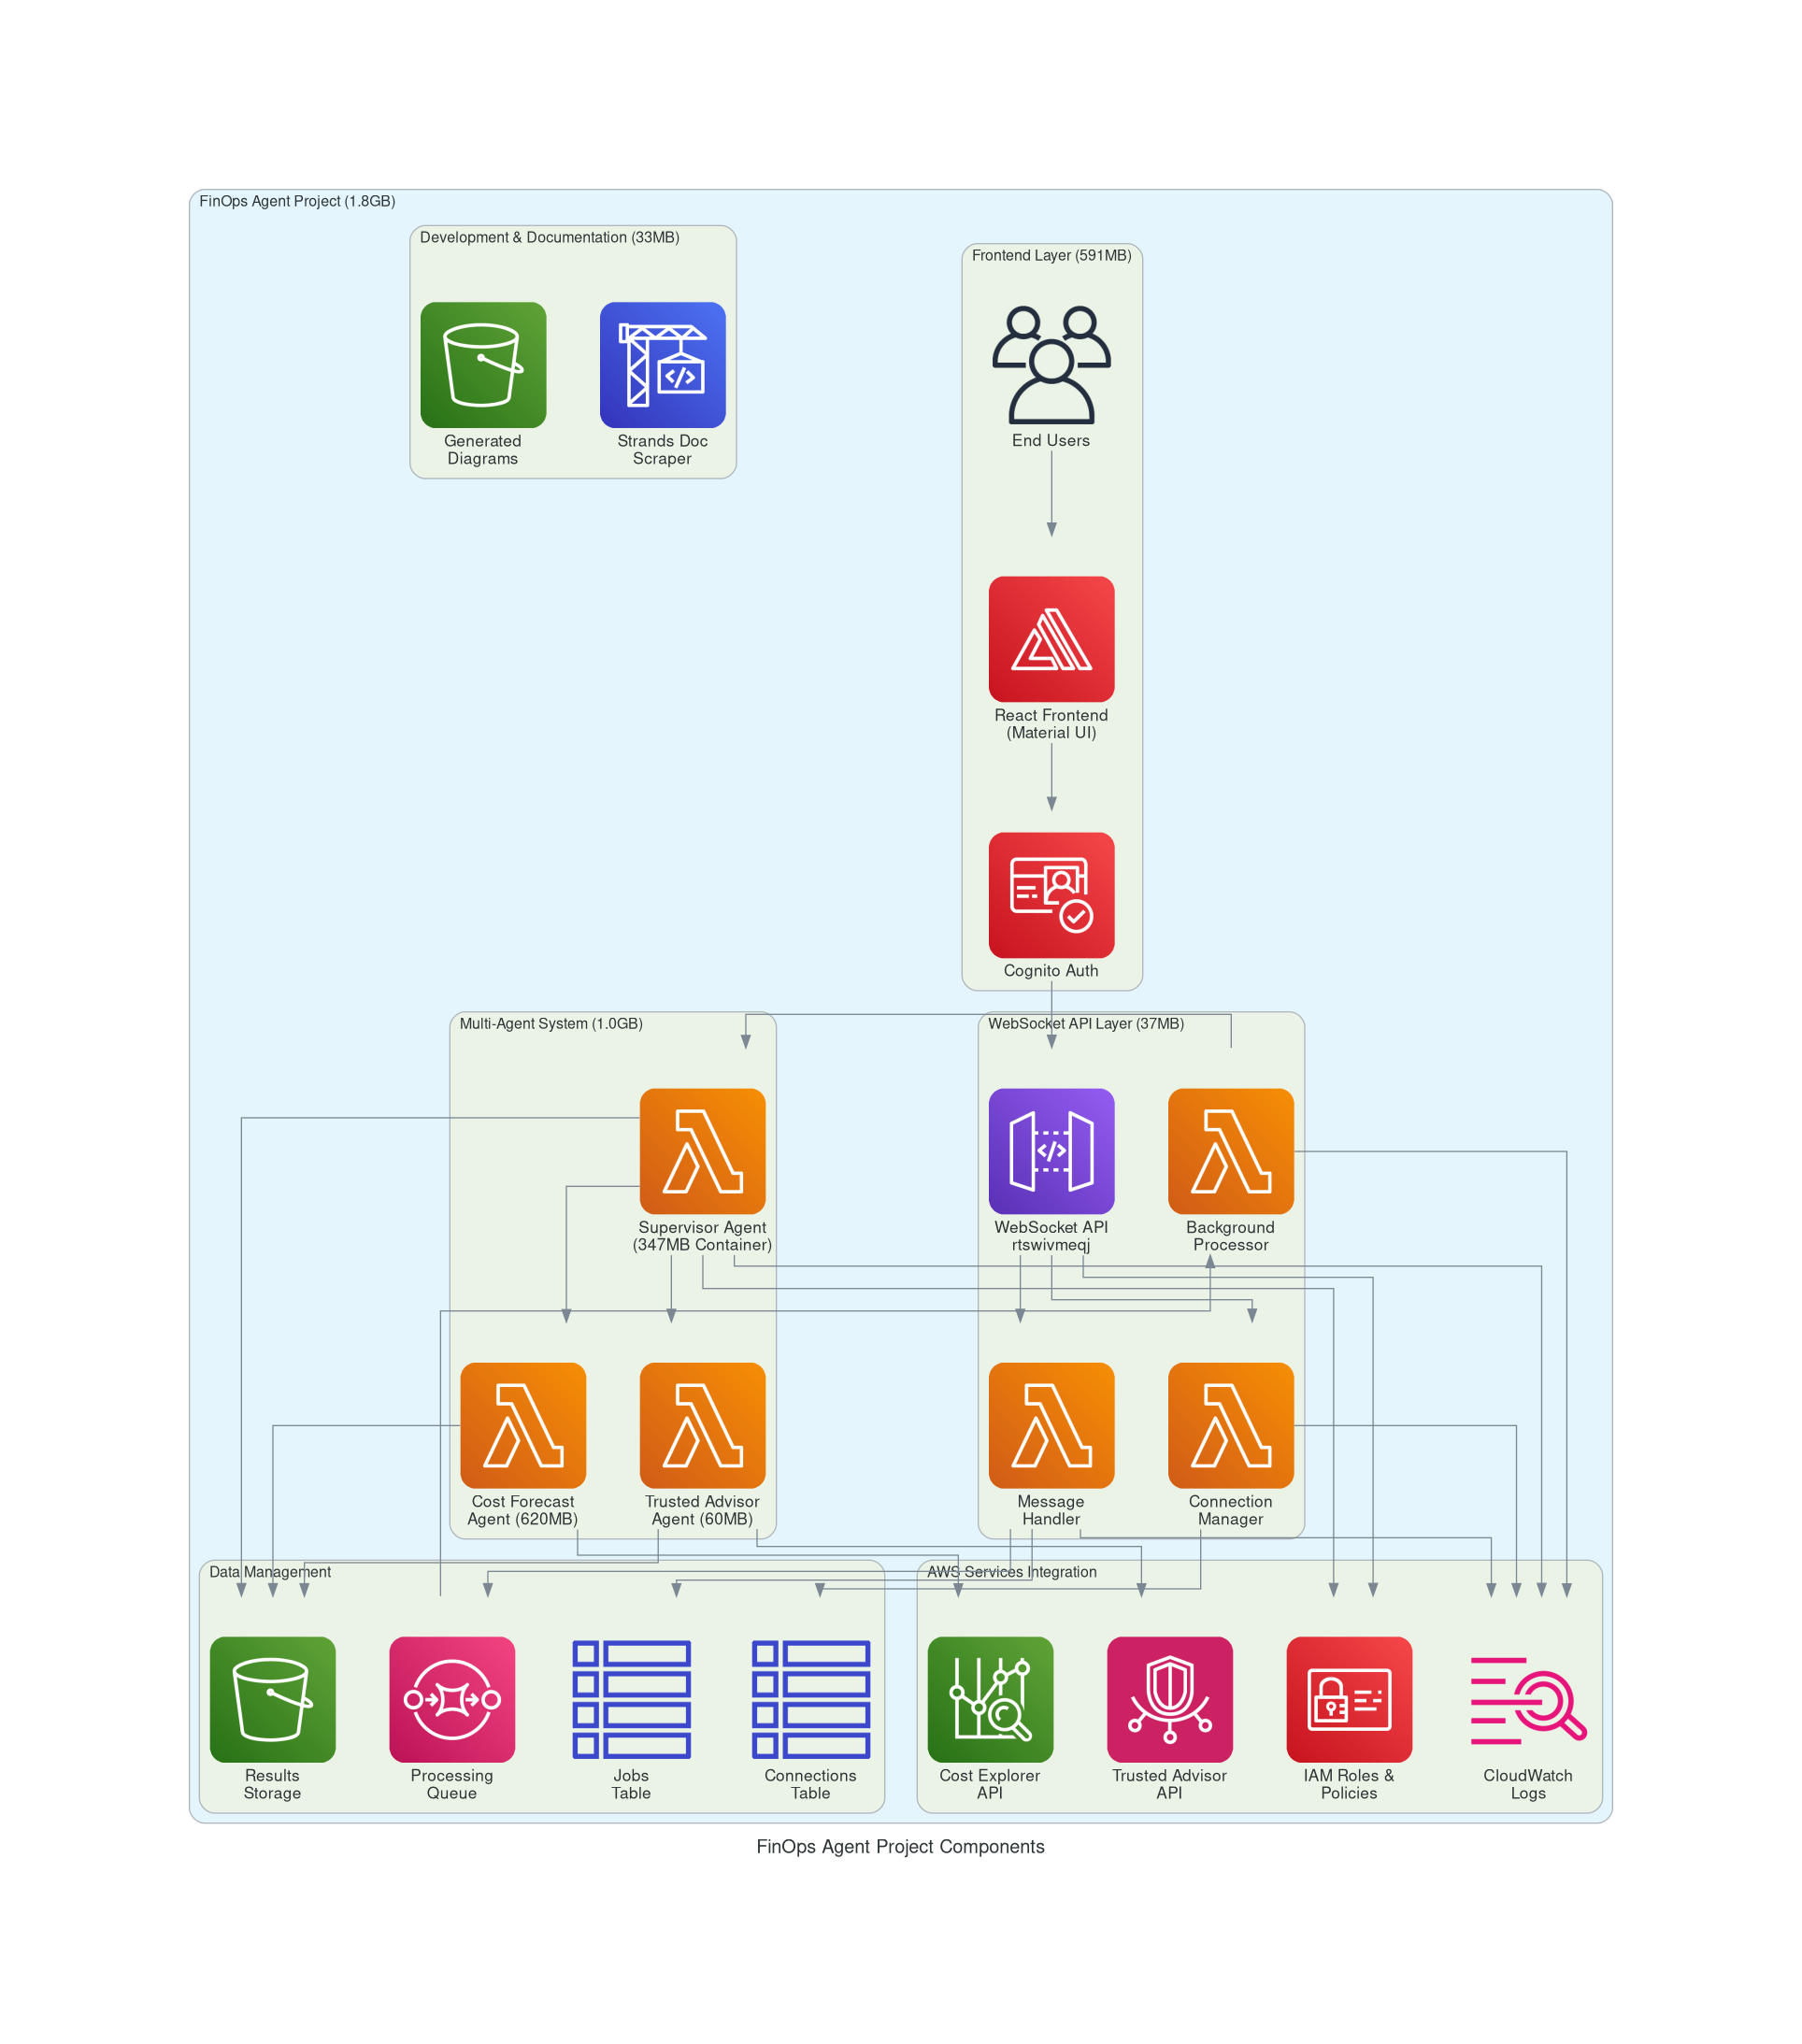 FinOps Agent Project (1.8GB)
Development & Documentation (33MB)
Generated
Diagrams
Strands Doc
Scraper
Frontend Layer (591MB)
End Users
React Frontend
(Material UI)
Cognito Auth
Multi-Agent System (1.0GB)
Supervisor Agent
(347MB Container)
Cost Forecast
Agent (620MB)
Trusted Advisor
Agent (60MB)
WebSocket API Layer (37MB)
WebSocket API
rtswivmeqj
Background
Processor
Message
Handler
Connection
Manager
Data Management
Results
Storage
Processing
Queue
Jobs
Table
Connections
Table
AWS Services Integration
Cost Explorer
API
Trusted Advisor
API
IAM Roles &
Policies
CloudWatch
Logs
FinOps Agent Project Components